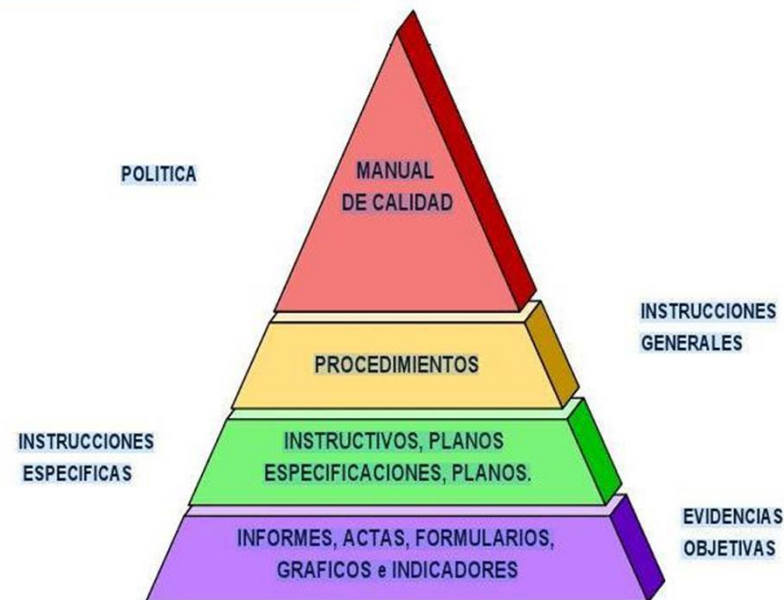 POLITICA
MANUAL
DE CALIDAD
INSTRUCCIONES
GENERALES
PROCEDIMIENTOS
INSTRUCCIONES
ESPECIFICAS
INSTRUCTIVOS, PLANOS
ESPECIFICACIONES, PLANOS.
EVIDENCIAS
OBJETIVAS
INFORMES, ACTAS, FORMULARIOS,
GRAFICOS e INDICADORES